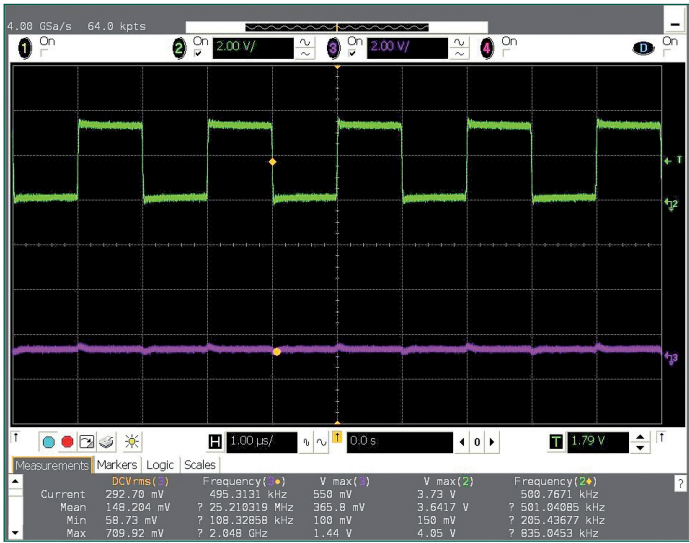 4.00 GSa/s 64.0 kpts
1 On 2 On 2.00 V/ 3 On 2.00 V/ 4 On D On
T
2
3
H 1.00 µs/ 0.0 s 0 T 1.79 V
Measurements Markers Logic Scales
DCVrms(3) Frequency(3) V max(3) V max(2) Frequency(2) ?
Current 292.70 mV 495.3131 kHz 550 mV 3.73 V 500.7671 kHz
Mean 148.204 mV ? 25.210319 MHz 365.8 mV 3.6417 V ? 501.04085 kHz
Min 58.73 mV ? 108.32858 kHz 100 mV 150 mV ? 205.43677 kHz
Max 709.92 mV ? 2.048 GHz 1.44 V 4.05 V ? 835.0453 kHz